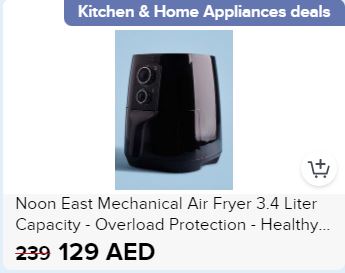 Kitchen & Home Appliances deals
Noon East Mechanical Air Fryer 3.4 Liter
Capacity - Overload Protection - Healthy...
239 129 AED